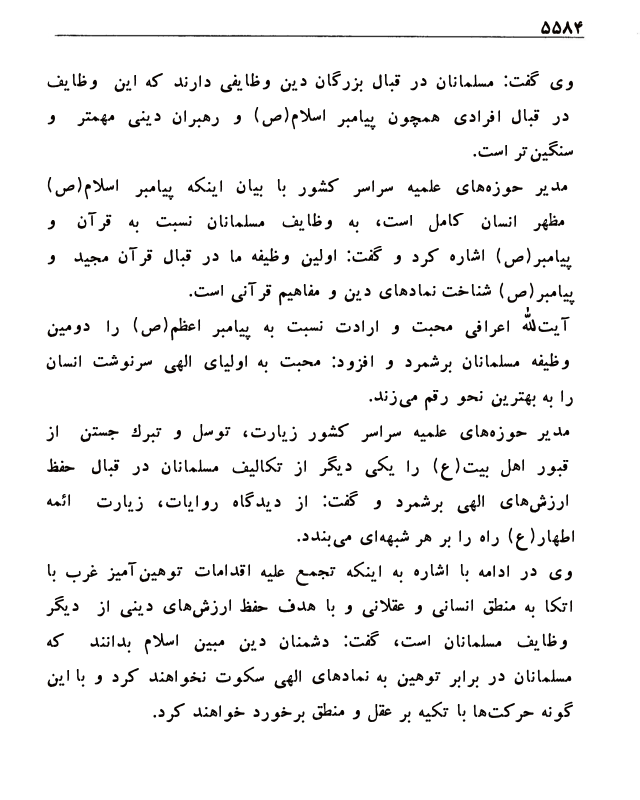 ۵۵۸۴
وی گفت: مسلمانان در قبال بزرگان دین وظایفی دارند که این وظایف
در قبال افرادی همچون پیامبر اسلام(ص) و رهبران دینی مهمتر و
سنگین‌تر است.
مدیر حوزه‌های علمیه سراسر کشور با بیان اینکه پیامبر اسلام(ص)
مظهر انسان کامل است، به وظایف مسلمانان نسبت به قرآن و
پیامبر(ص) اشاره کرد و گفت: اولین وظیفه ما در قبال قرآن مجید و
پیامبر(ص) شناخت نمادهای دین و مفاهیم قرآنی است.
آیت‌الله اعرافی محبت و ارادت نسبت به پیامبر اعظم(ص) را دومین
وظیفه مسلمانان برشمرد و افزود: محبت به اولیای الهی سرنوشت انسان
را به بهترین نحو رقم می‌زند.
مدیر حوزه‌های علمیه سراسر کشور زیارت، توسل و تبرك جستن از
قبور اهل بیت(ع) را یکی دیگر از تکالیف مسلمانان در قبال حفظ
ارزش‌های الهی برشمرد و گفت: از دیدگاه روایات، زیارت ائمه
اطهار(ع) راه را بر هر شبهه‌ای می‌بندد.
وی در ادامه با اشاره به اینکه تجمع علیه اقدامات توهین‌آمیز غرب با
اتکا به منطق انسانی و عقلانی و با هدف حفظ ارزش‌های دینی از دیگر
وظایف مسلمانان است، گفت: دشمنان دین مبین اسلام بدانند که
مسلمانان در برابر توهین به نمادهای الهی سکوت نخواهند کرد و با این
گونه حرکت‌ها با تکیه بر عقل و منطق برخورد خواهند کرد.